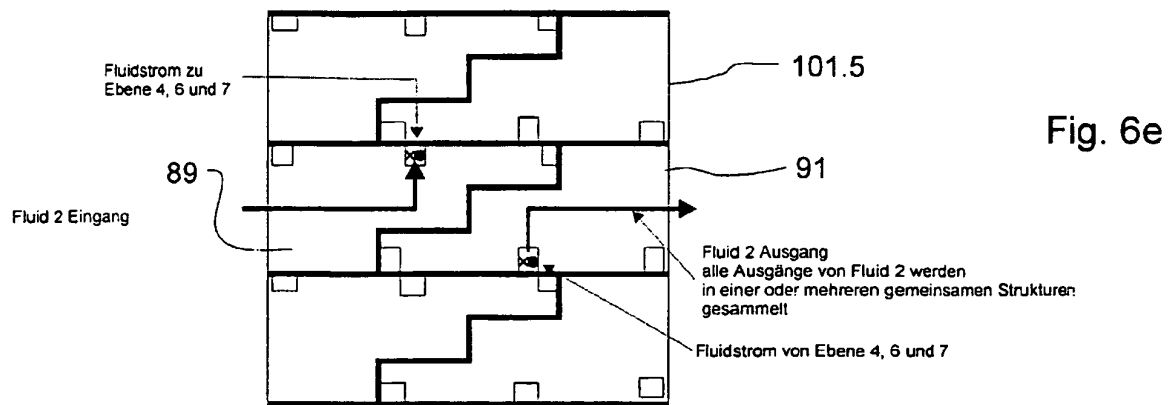 Fluidstrom zu
Ebene 4, 6 und 7
101.5
Fig. 6e
89
91
Fluid 2 Eingang
Fluid 2 Ausgang
alle Ausgänge von Fluid 2 werden
in einer oder mehreren gemeinsamen Strukturen
gesammelt
Fluidstrom von Ebene 4, 6 und 7